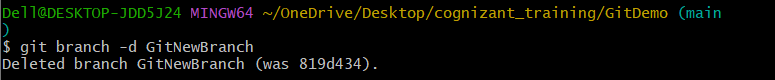 Dell@DESKTOP-JDD5J24 MINGW64 ~/OneDrive/Desktop/cognizant_training/GitDemo (main
)
$ git branch -d GitNewBranch
Deleted branch GitNewBranch (was 819d434).